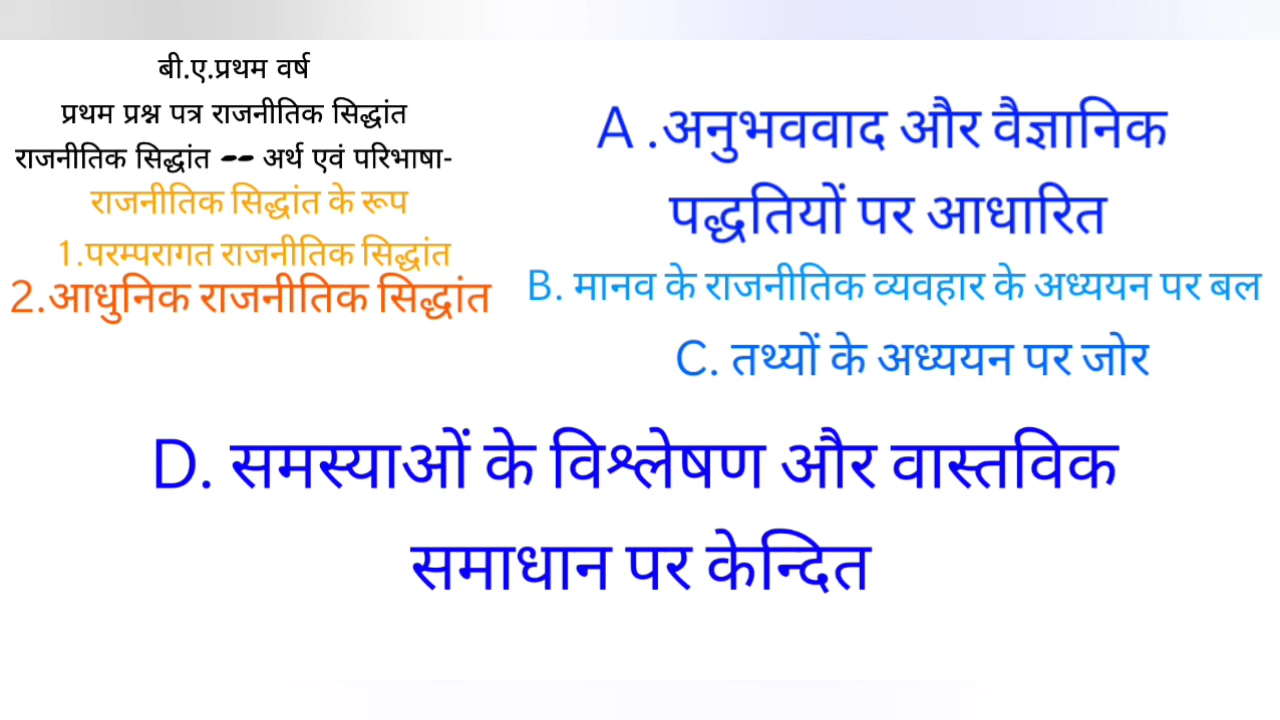 बी.ए.प्रथम वर्ष
प्रथम प्रश्न पत्र राजनीतिक सिद्धांत
राजनीतिक सिद्धांत -- अर्थ एवं परिभाषा-
राजनीतिक सिद्धांत के रूप
1.परम्परागत राजनीतिक सिद्धांत
2.आधुनिक राजनीतिक सिद्धांत
A .अनुभववाद और वैज्ञानिक
पद्धतियों पर आधारित
B. मानव के राजनीतिक व्यवहार के अध्ययन पर बल
C. तथ्यों के अध्ययन पर जोर
D. समस्याओं के विश्लेषण और वास्तविक
समाधान पर केन्दित